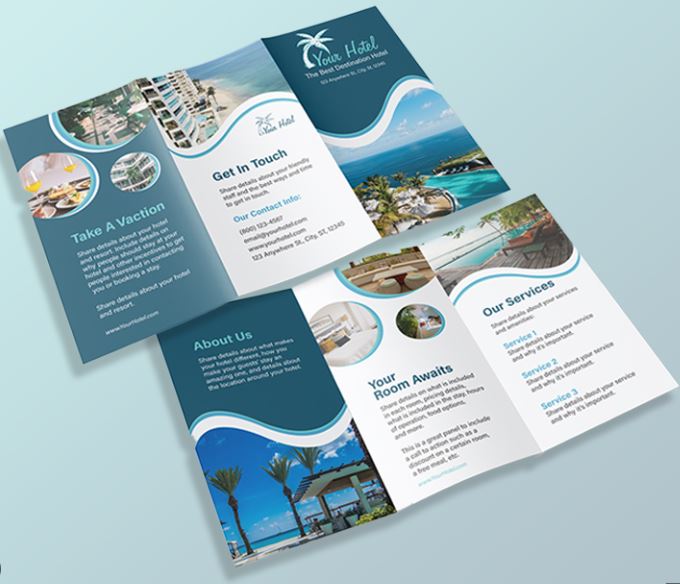 Your Hotel
The Best Destination Hotel
123 Anywhere St., City, St, 12345
Your Hotel
Get In Touch
Share details about your friendly
staff and the best ways and time
to get in touch.
Our Contact Info:
(800) 123-4567
email@yourhotel.com
www.yourhotel.com
123 Anywhere St., City, ST, 12345
Take A Vaction
Share details about your hotel
and resort. Include details on
why people should stay at your
hotel and other incentives to get
people interested in contacting
you or booking a stay.
Share details about your hotel
and resort.
www.YourHotel.com
About Us
Share details about what makes
your hotel different, how you
make your guests' stay an
amazing one, and details about
the location around your hotel.
Your
Room Awaits
Share details on what is included
in each room, pricing details,
what is included in the stay, hours
of operation, food options,
and more.
This is a great panel to include
a call to action such as a
discount on a certain room,
a free meal, etc.
www.YourHotel.com
Our Services
Share details about your services
and amenities:
Service 1
Share details about your service
and why it's important.
Service 2
Share details about your service
and why it's important.
Service 3
Share details about your service
and why it's important.